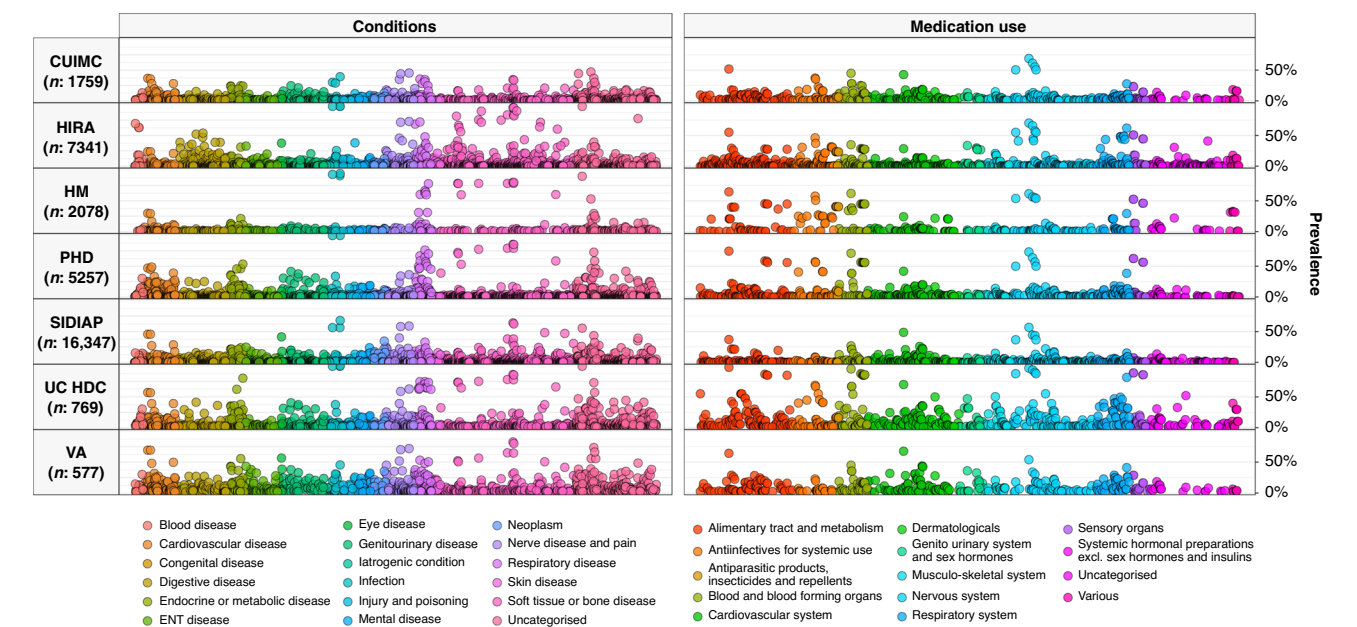 Conditions
Medication use
CUIMC
(n: 1759)
50%
0%
HIRA
(n: 7341)
50%
0%
HM
(n: 2078)
50%
0%
PHD
(n: 5257)
50%
0%
SIDIAP
(n: 16,347)
50%
0%
UC HDC
(n: 769)
50%
0%
VA
(n: 577)
50%
0%
Prevalence
Blood disease
Cardiovascular disease
Congenital disease
Digestive disease
Endocrine or metabolic disease
ENT disease
Eye disease
Genitourinary disease
Iatrogenic condition
Infection
Injury and poisoning
Mental disease
Neoplasm
Nerve disease and pain
Respiratory disease
Skin disease
Soft tissue or bone disease
Uncategorised
Alimentary tract and metabolism
Antiinfectives for systemic use
Antiparasitic products,
insecticides and repellents
Blood and blood forming organs
Cardiovascular system
Dermatologicals
Genito urinary system
and sex hormones
Musculo-skeletal system
Nervous system
Respiratory system
Sensory organs
Systemic hormonal preparations
excl. sex hormones and insulins
Uncategorised
Various